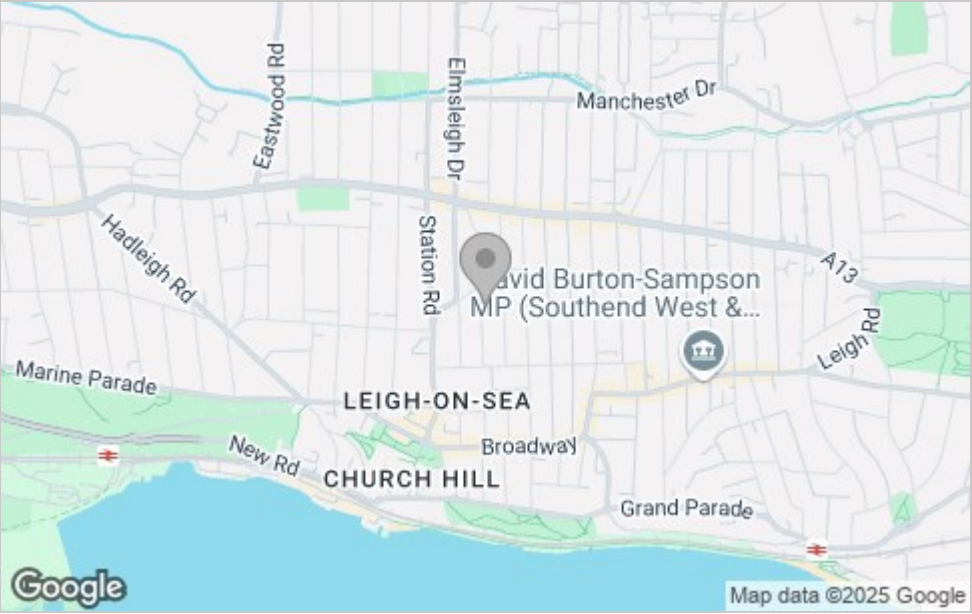 Eastwood Rd
Elmsleigh Dr
Manchester Dr
Hadleigh Rd
Station Rd
A13
avid Burton-Sampson
MP (Southend West &...
Leigh Rd
Marine Parade
LEIGH-ON-SEA
New Rd
Broadway
CHURCH HILL
Grand Parade
Google
Map data ©2025 Google